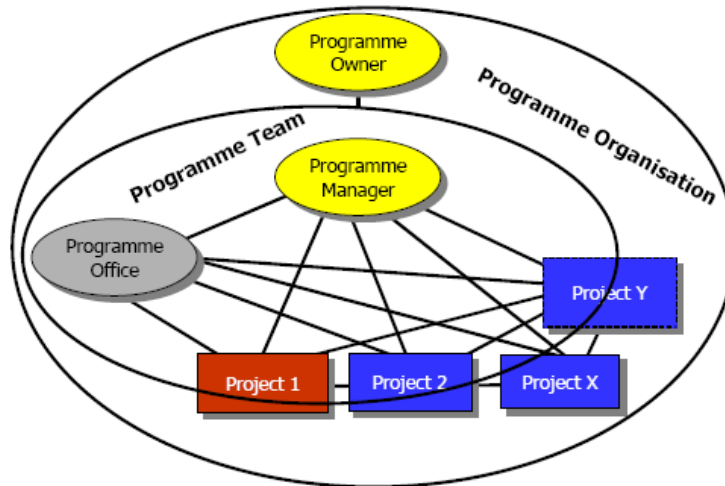 Programme
Owner
Programme Organisation
Programme Team
Programme
Manager
Programme
Office
Project Y
Project 1
Project 2
Project X